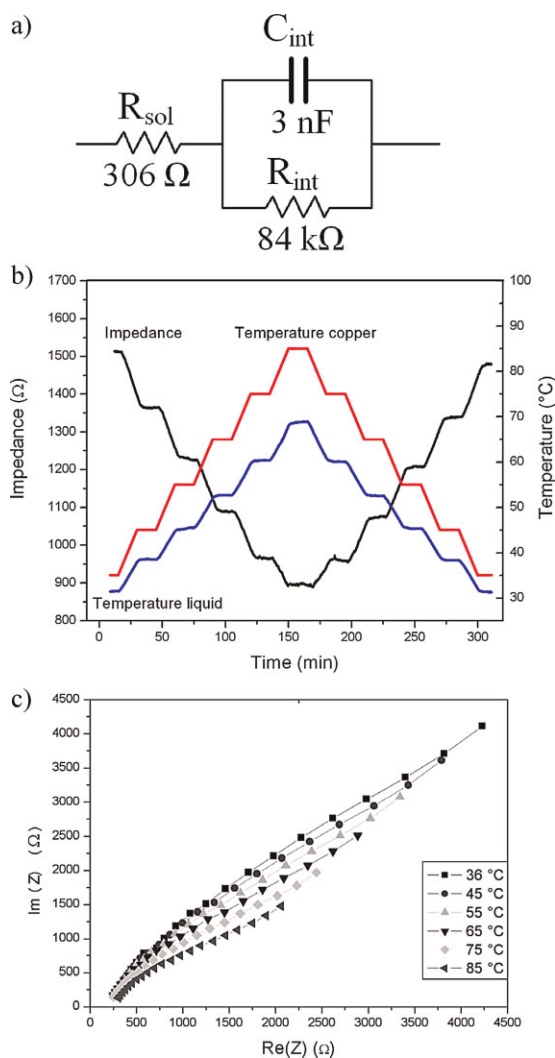 a)
C_int
3 nF
R_sol
306 Ω
R_int
84 kΩ
b)
1700
1600
1500
1400
1300
1200
1100
1000
900
800
Impedance (Ω)
Impedance
Temperature copper
Temperature liquid
100
90
80
70
60
50
40
30
Temperature (°C)
0 50 100 150 200 250 300
Time (min)
c)
4500
4000
3500
3000
2500
2000
1500
1000
500
0
Im (Z) (Ω)
36 °C
45 °C
55 °C
65 °C
75 °C
85 °C
0 500 1000 1500 2000 2500 3000 3500 4000 4500
Re(Z) (Ω)